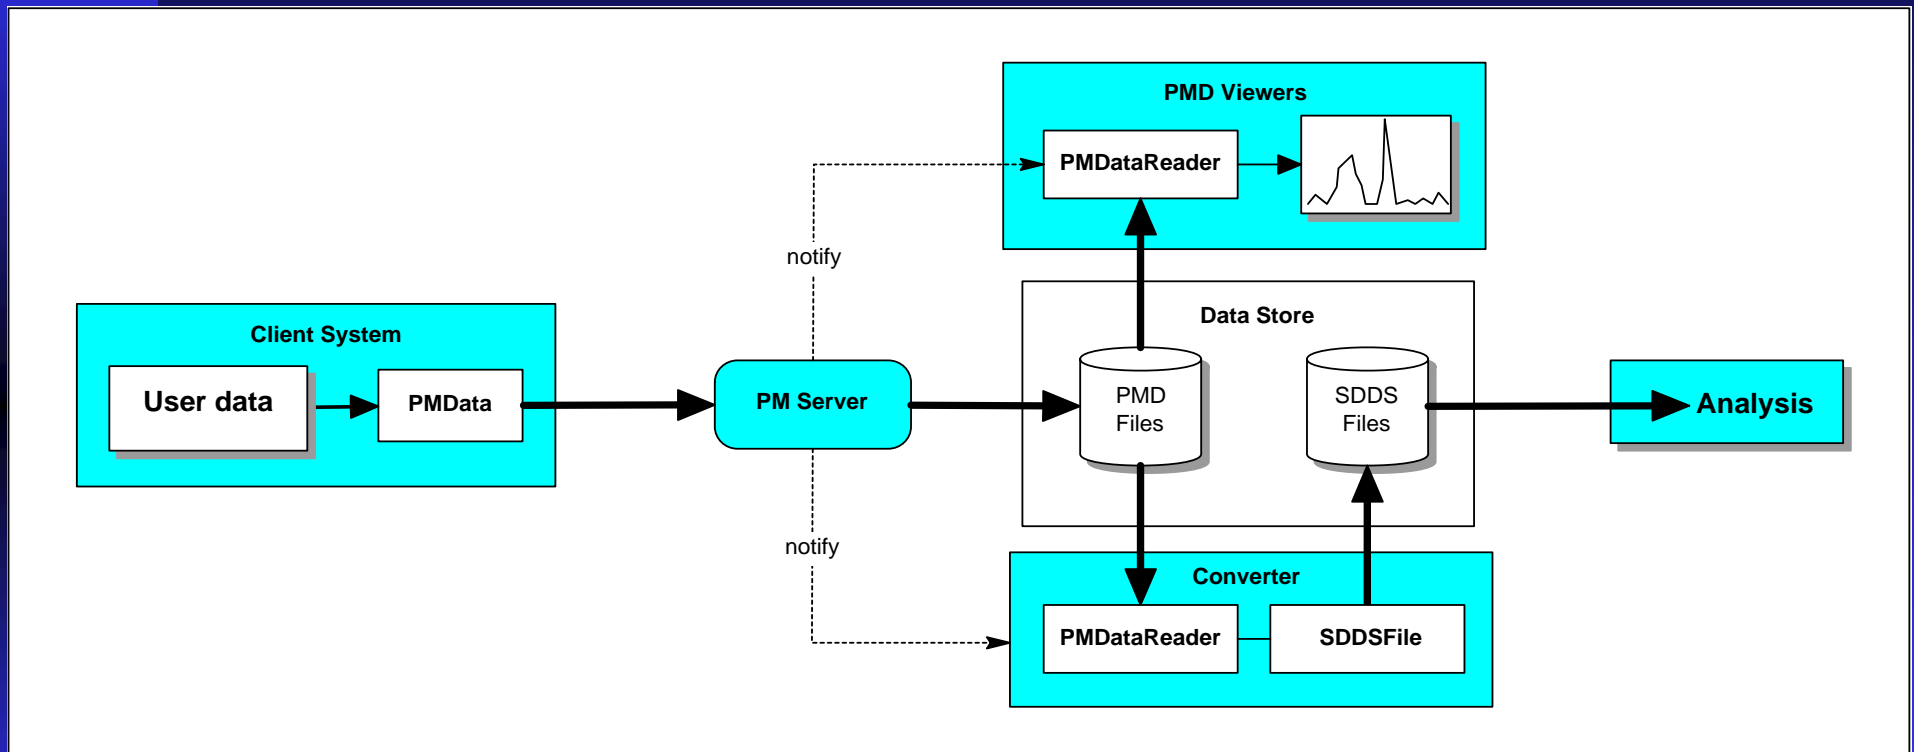 PMD Viewers
PMDataReader
notify
Data Store
Client System
User data
PMData
PM Server
PMD
Files
SDDS
Files
Analysis
notify
Converter
PMDataReader
SDDSFile